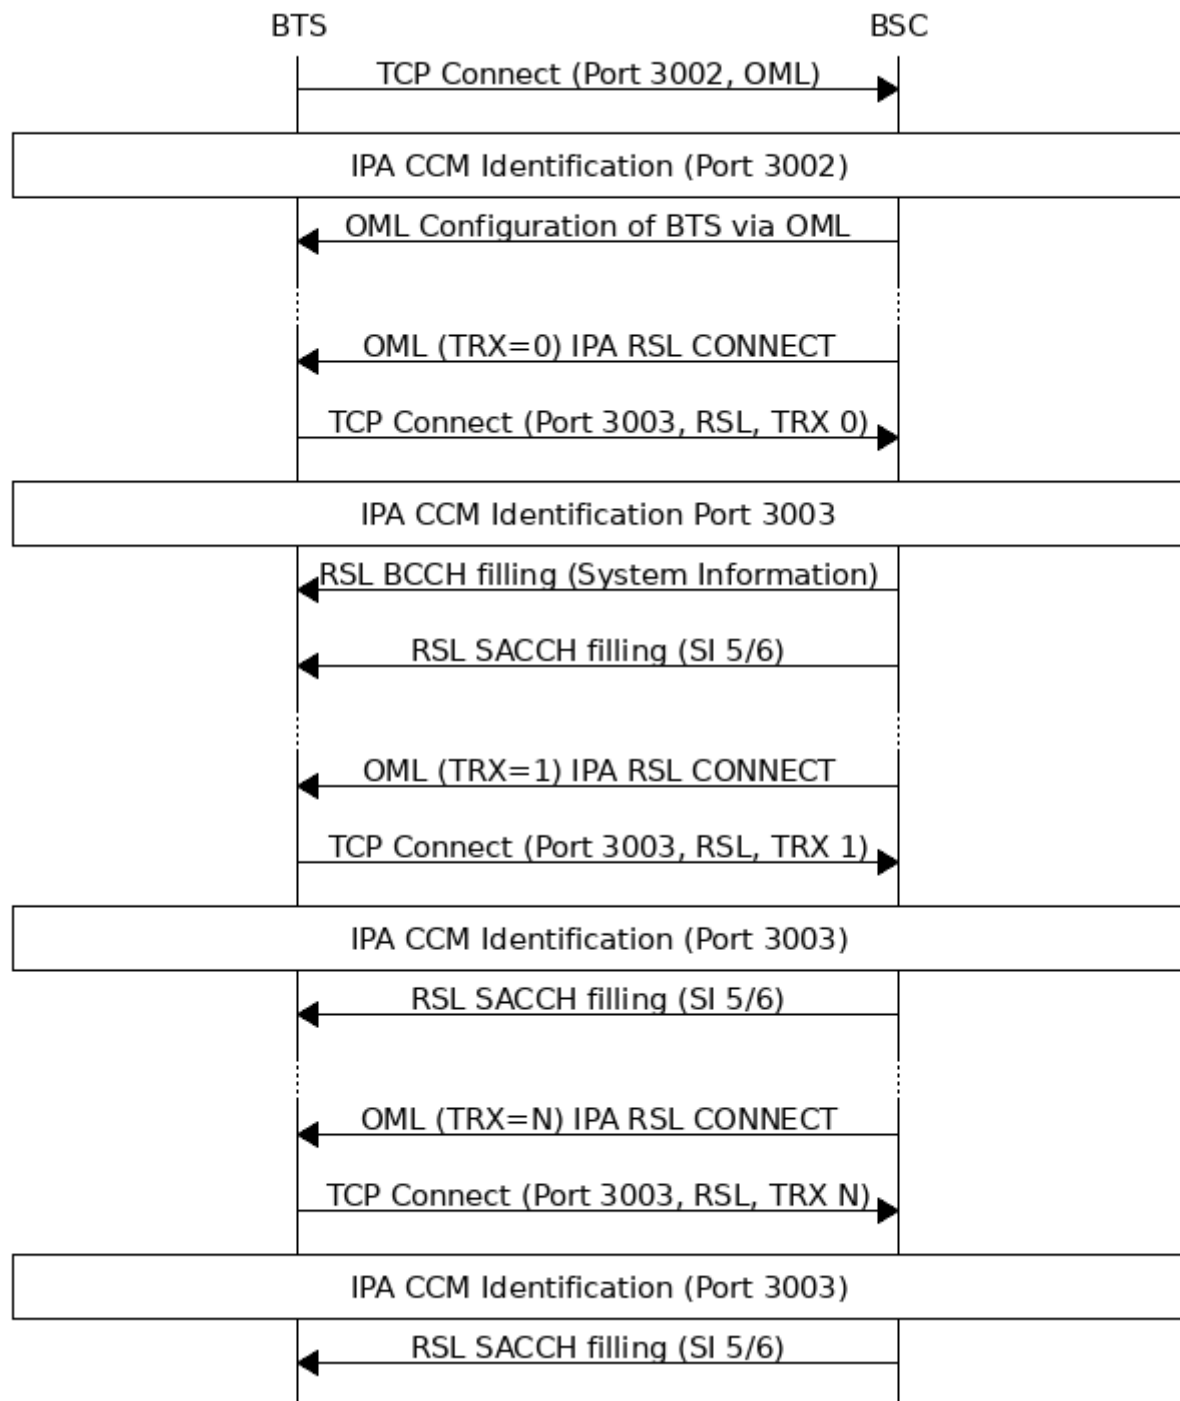 BTS BSC
TCP Connect (Port 3002, OML)
IPA CCM Identification (Port 3002)
OML Configuration of BTS via OML
OML (TRX=0) IPA RSL CONNECT
TCP Connect (Port 3003, RSL, TRX 0)
IPA CCM Identification Port 3003
RSL BCCH filling (System Information)
RSL SACCH filling (SI 5/6)
OML (TRX=1) IPA RSL CONNECT
TCP Connect (Port 3003, RSL, TRX 1)
IPA CCM Identification (Port 3003)
RSL SACCH filling (SI 5/6)
OML (TRX=N) IPA RSL CONNECT
TCP Connect (Port 3003, RSL, TRX N)
IPA CCM Identification (Port 3003)
RSL SACCH filling (SI 5/6)